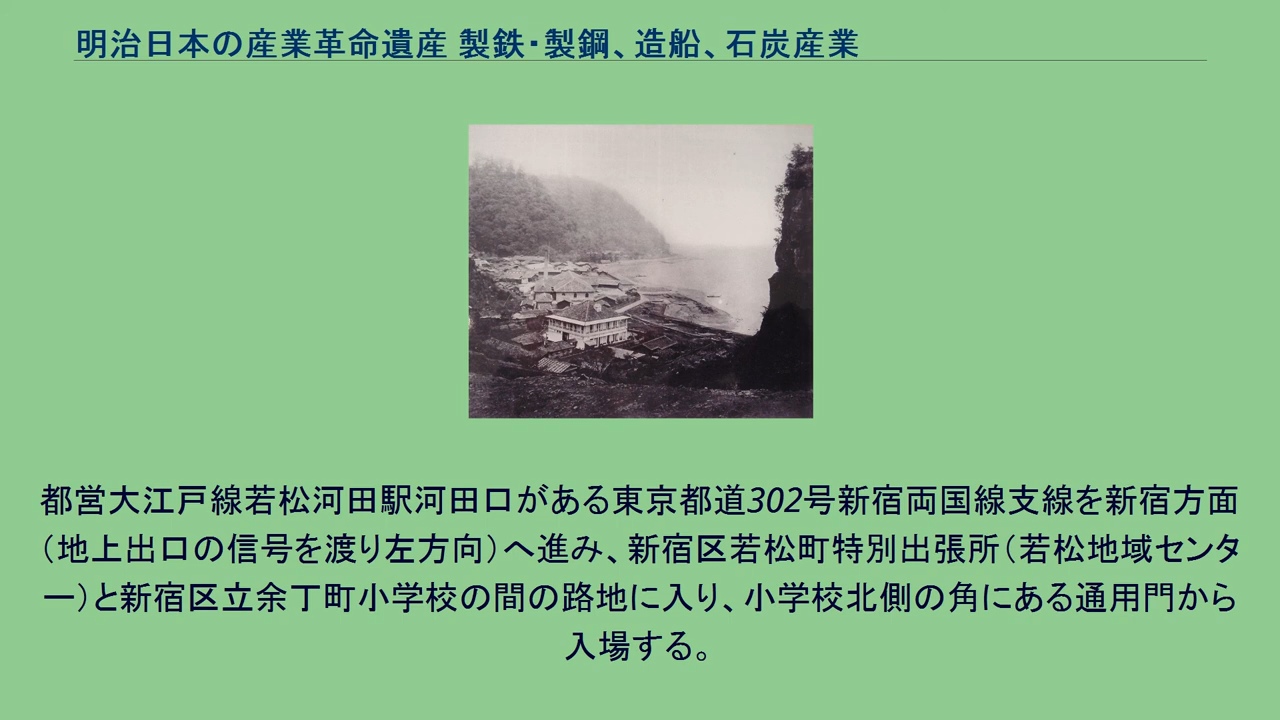 明治日本の産業革命遺産 製鉄・製鋼、造船、石炭産業
都営大江戸線若松河田駅河田口がある東京都道302号新宿両国線支線を新宿方面
（地上出口の信号を渡り左方向）へ進み、新宿区若松町特別出張所（若松地域センタ
ー）と新宿区立余丁町小学校の間の路地に入り、小学校北側の角にある通用門から
入場する。